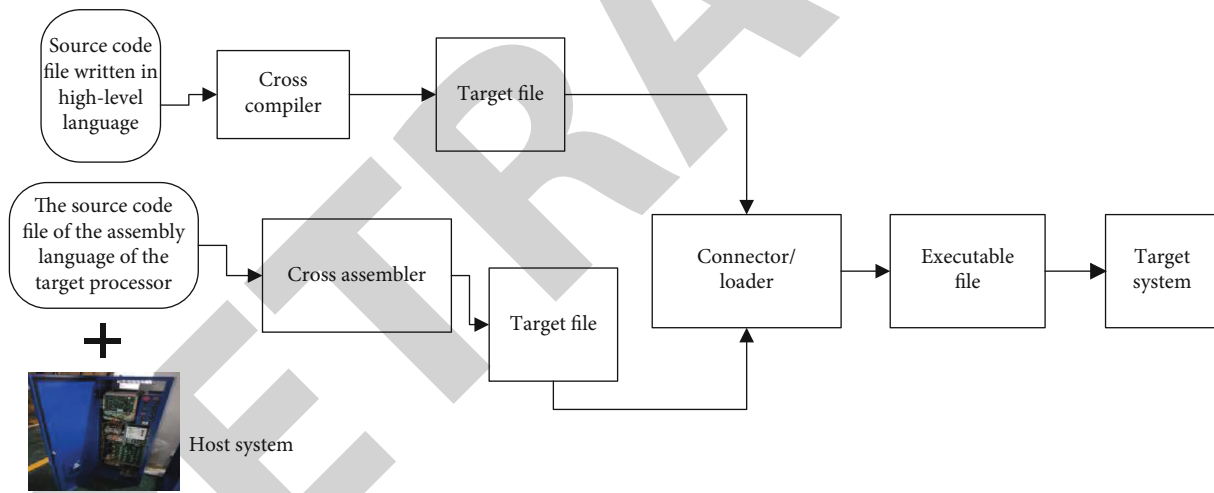 Source code
file written in
high-level
language
Cross
compiler
Target file
The source code
file of the assembly
language of the
target processor
Cross assembler
Target file
Connector/
loader
Executable
file
Target
system
Host system
ETRA